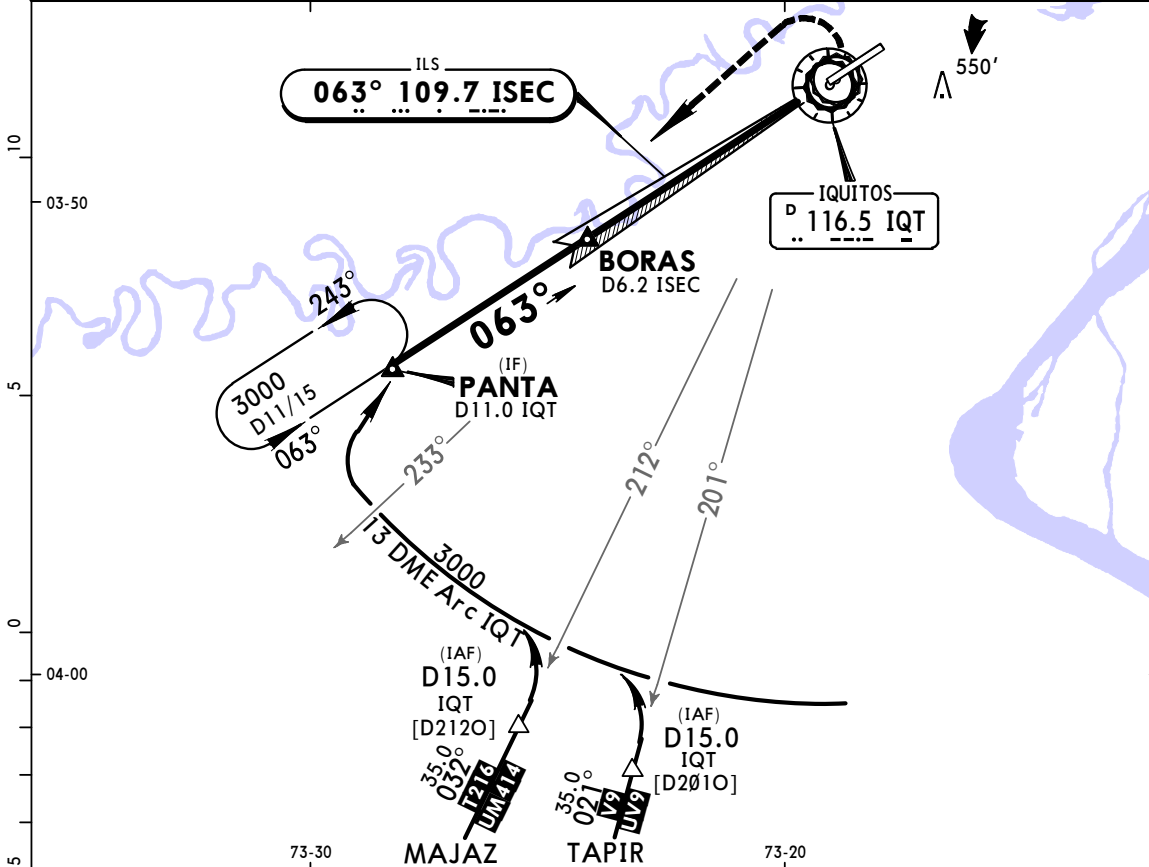 550'
ILS
063° 109.7 ISEC
10
03-50
IQUITOS
D 116.5 IQT
BORAS
D6.2 ISEC
063°
243°
3000
D11/15
063°
(IF)
PANTA
D11.0 IQT
5
233°
212°
201°
3000
13 DME Arc IQT
0
04-00
(IAF)
D15.0
IQT
[D212O]
(IAF)
D15.0
IQT
[D2Ø1O]
35.0
032°
T216
UM414
35.0
021°
V9
UV9
5
73-30
MAJAZ
TAPIR
73-20